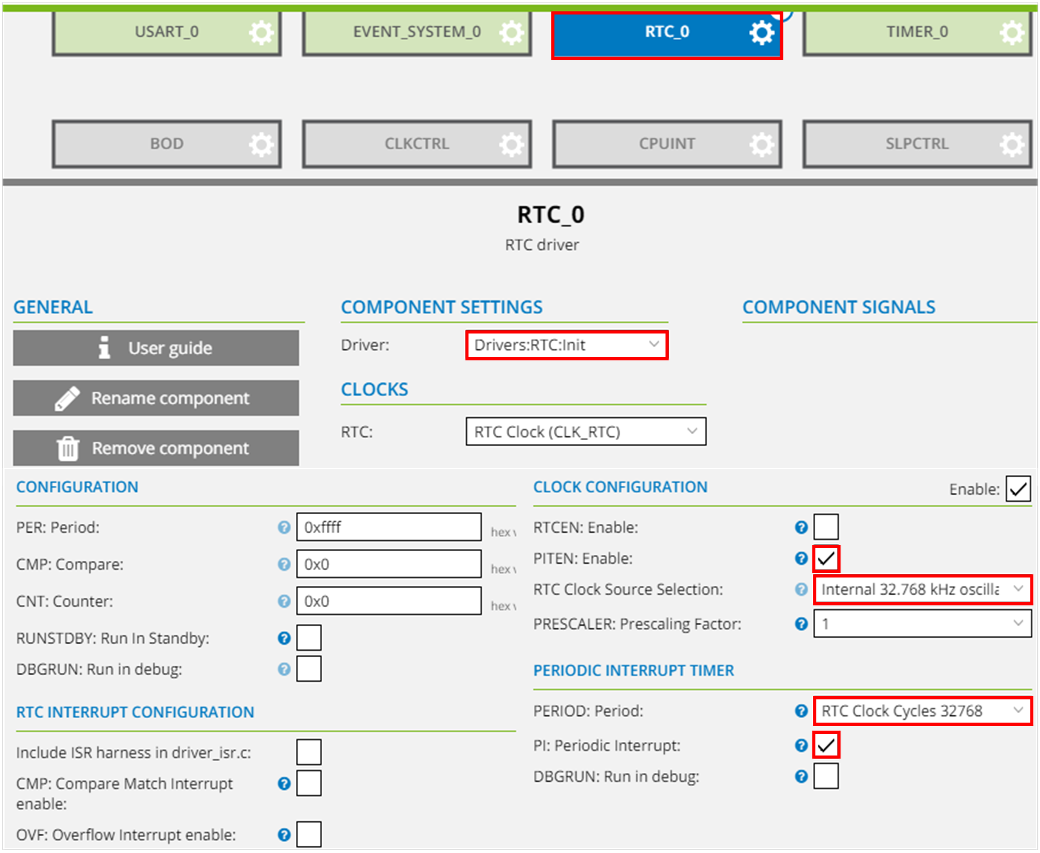 USART_0
EVENT_SYSTEM_0
RTC_0
TIMER_0
BOD
CLKCTRL
CPUINT
SLPCTRL
RTC_0
RTC driver
GENERAL
User guide
Rename component
Remove component
COMPONENT SETTINGS
Driver: Drivers:RTC:Init
CLOCKS
RTC: RTC Clock (CLK_RTC)
COMPONENT SIGNALS
CONFIGURATION
PER: Period: ? 0xffff hex
CMP: Compare: ? 0x0 hex
CNT: Counter: ? 0x0 hex
RUNSTDBY: Run In Standby: ?
DBGRUN: Run in debug: ?
RTC INTERRUPT CONFIGURATION
Include ISR harness in driver_isr.c:
CMP: Compare Match Interrupt ?
enable:
OVF: Overflow Interrupt enable: ?
CLOCK CONFIGURATION
Enable:
RTCEN: Enable: ?
PITEN: Enable: ?
RTC Clock Source Selection: ? Internal 32.768 kHz oscilla
PRESCALER: Prescaling Factor: ? 1
PERIODIC INTERRUPT TIMER
PERIOD: Period: ? RTC Clock Cycles 32768
PI: Periodic Interrupt: ?
DBGRUN: Run in debug: ?